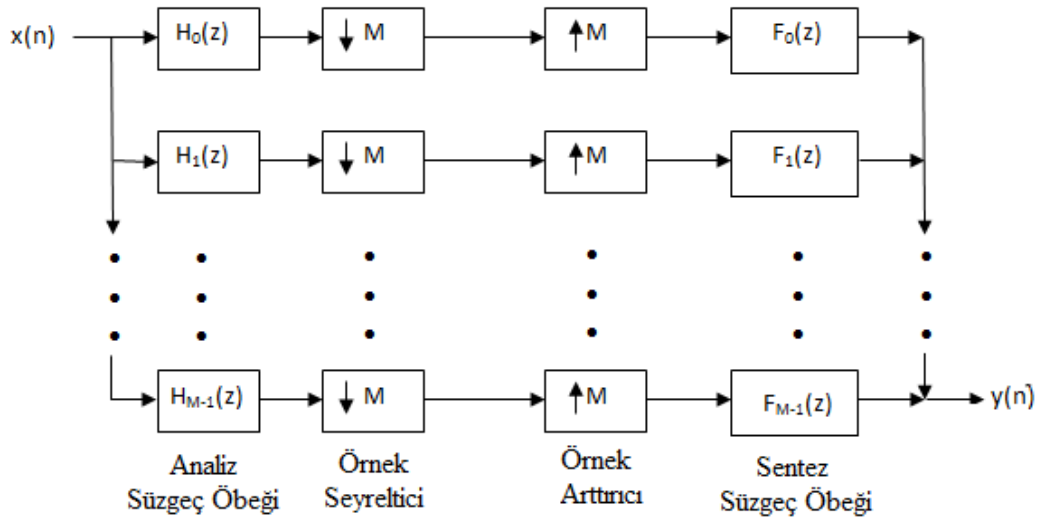 x(n) H₀(z) ↓ M ↑ M F₀(z)
H₁(z) ↓ M ↑ M F₁(z)
H_{M-1}(z) ↓ M ↑ M F_{M-1}(z) y(n)
Analiz Süzgeç Öbeği
Örnek Seyreltici
Örnek Arttırıcı
Sentez Süzgeç Öbeği